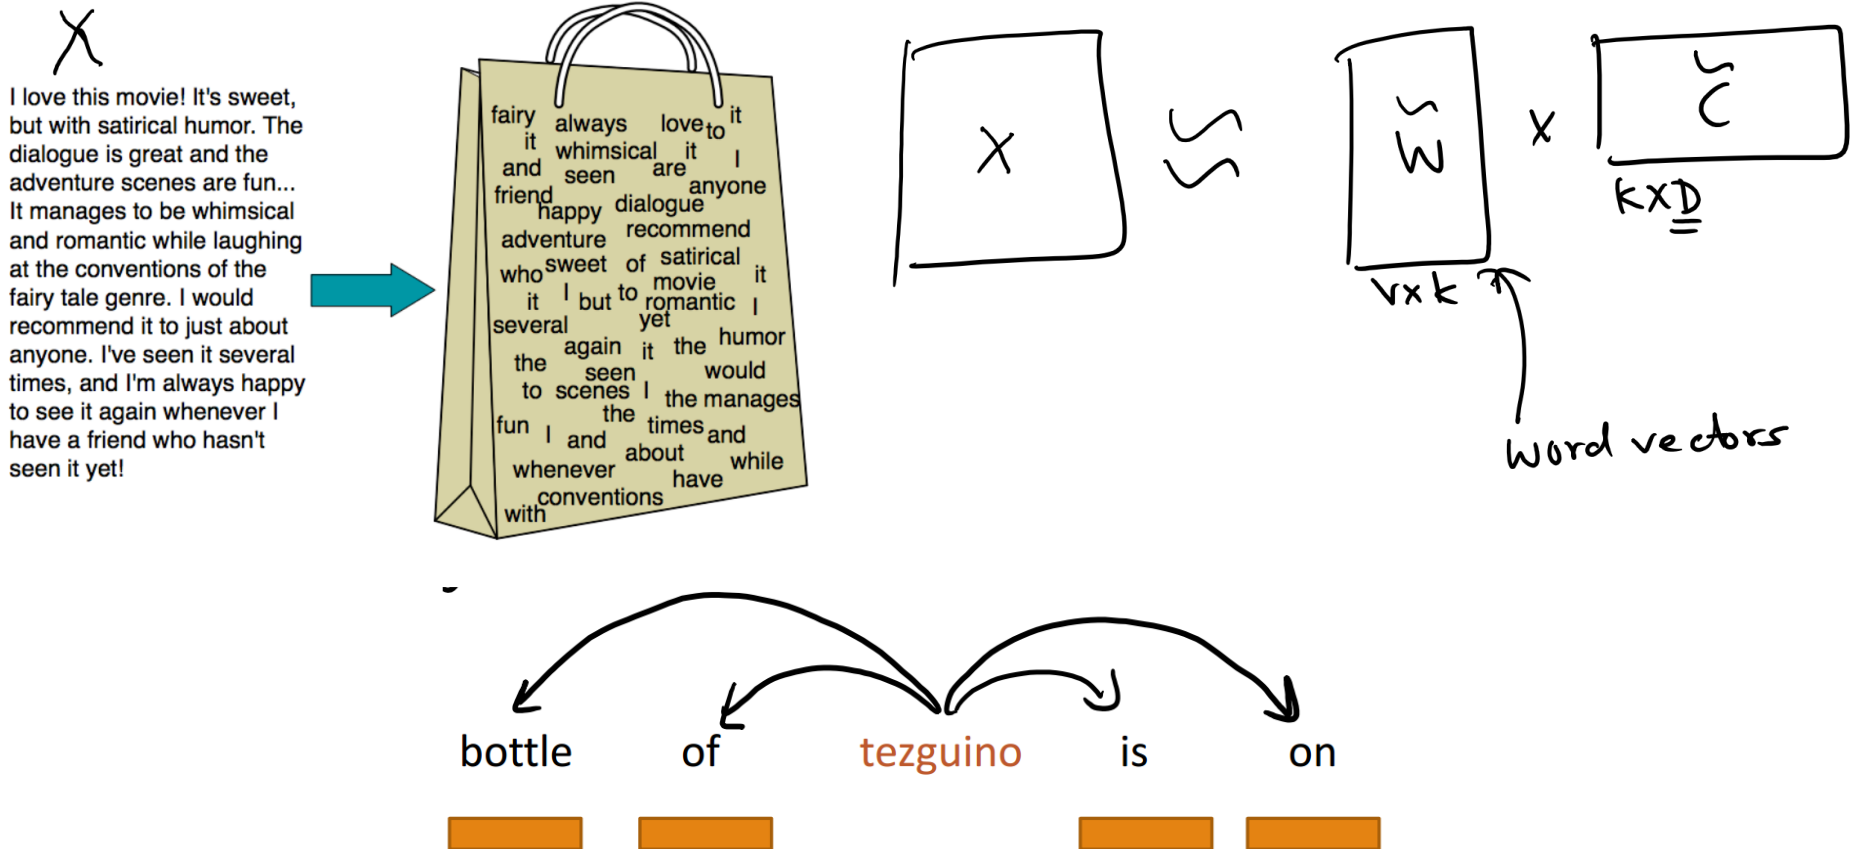 X
I love this movie! It's sweet,
but with satirical humor. The
dialogue is great and the
adventure scenes are fun...
It manages to be whimsical
and romantic while laughing
at the conventions of the
fairy tale genre. I would
recommend it to just about
anyone. I've seen it several
times, and I'm always happy
to see it again whenever I
have a friend who hasn't
seen it yet!
fairy always love to it
it whimsical it I
and seen are anyone
friend happy dialogue
adventure recommend
who sweet of satirical
it I but to movie it
romantic I
several yet
again it the humor
the seen would
to scenes I the manages
fun the times and
I and about
whenever have while
conventions
with
X ≈ W̃ x C̃
V x k
k x D
word vectors
bottle of tezguino is on